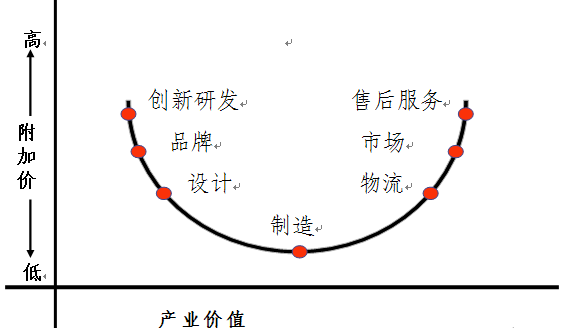 高
附加价
低
创新研发
品牌
设计
制造
售后服务
市场
物流
产业价值